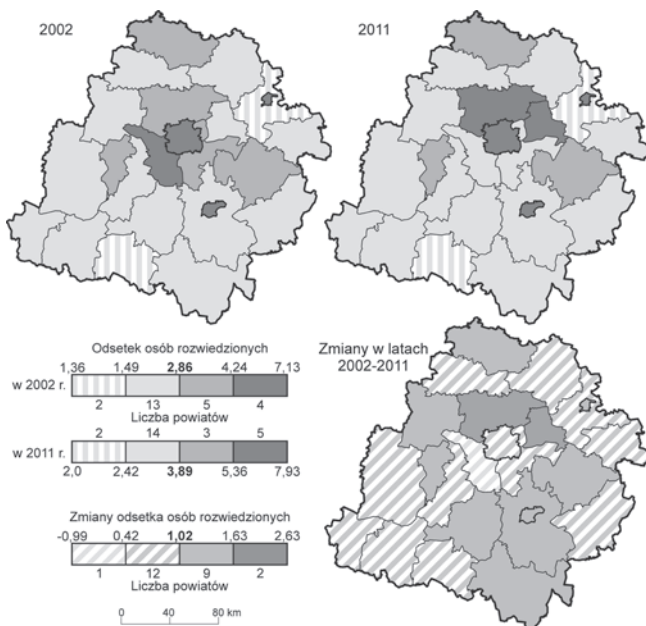 2002
2011
Odsetek osób rozwiedzionych
1,36 1,49 2,86 4,24 7,13
w 2002 r.
2 13 5 4
Liczba powiatów
2 14 3 5
w 2011 r.
2,0 2,42 3,89 5,36 7,93
Zmiany odsetka osób rozwiedzionych
-0,99 0,42 1,02 1,63 2,63
1 12 9 2
Liczba powiatów
0 40 80 km
Zmiany w latach
2002-2011